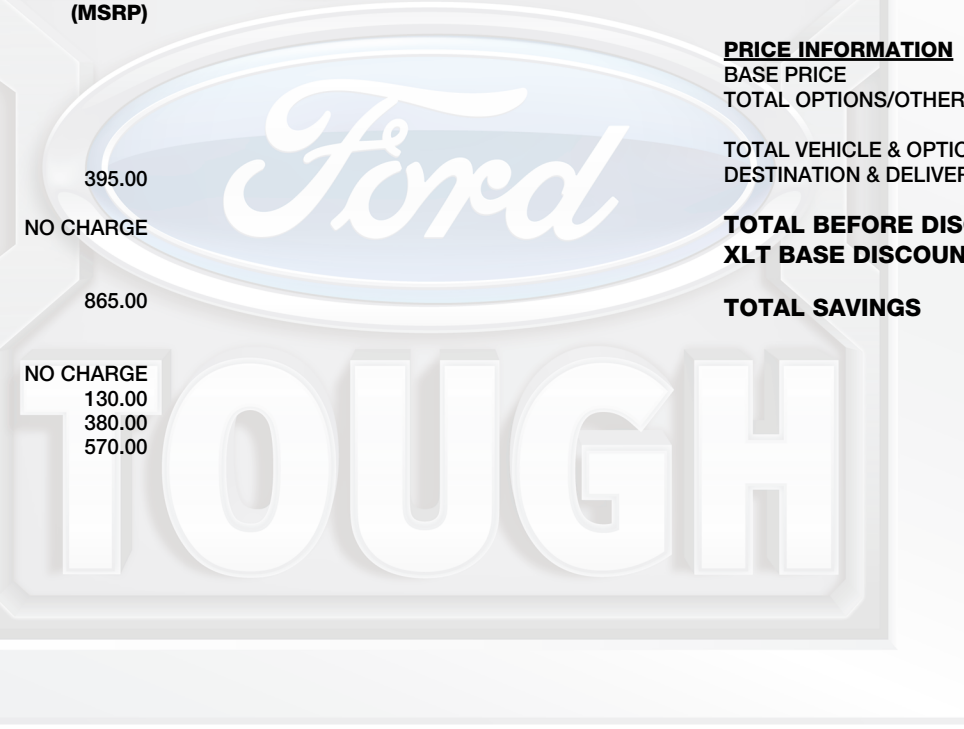 (MSRP)
395.00
NO CHARGE
865.00
NO CHARGE
130.00
380.00
570.00
PRICE INFORMATION
BASE PRICE
TOTAL OPTIONS/OTHER
TOTAL VEHICLE & OPTIO
DESTINATION & DELIVER
TOTAL BEFORE DIS
XLT BASE DISCOUN
TOTAL SAVINGS
Ford
TOUGH